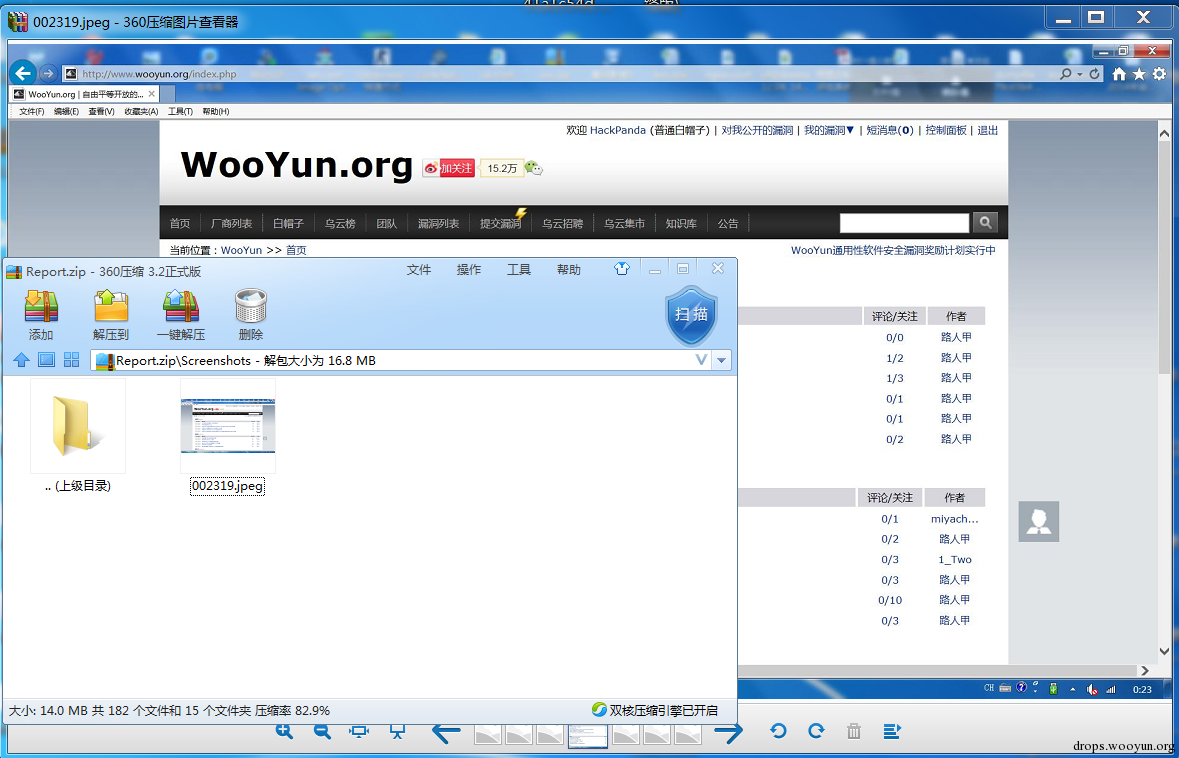 002319.jpeg - 360压缩图片查看器
http://www.wooyun.org/index.php
WooYun.org | 自由平等开放的...
文件(F) 编辑(E) 查看(V) 收藏夹(A) 工具(T) 帮助(H)
欢迎 HackPanda (普通白帽子) | 对我公开的漏洞 | 我的漏洞▼ | 短消息(0) | 控制面板 | 退出
WooYun.org
加关注 15.2万
首页 厂商列表 白帽子 乌云榜 团队 漏洞列表 提交漏洞 乌云招聘 乌云集市 知识库 公告
当前位置：WooYun >> 首页
WooYun通用性软件安全漏洞奖励计划实行中
Report.zip - 360压缩 3.2正式版
文件 操作 工具 帮助
添加 解压到 一键解压 删除
扫描
Report.zip\Screenshots - 解包大小为 16.8 MB
.. (上级目录)
002319.jpeg
大小: 14.0 MB 共 182 个文件和 15 个文件夹 压缩率 82.9%
双核压缩引擎已开启
评论/关注 作者
0/0 路人甲
1/2 路人甲
1/3 路人甲
0/1 路人甲
0/1 路人甲
0/2 路人甲
评论/关注 作者
0/1 miyach...
0/2 路人甲
0/3 1_Two
0/3 路人甲
0/10 路人甲
0/3 路人甲
CH
0:23
drops.wooyun.org